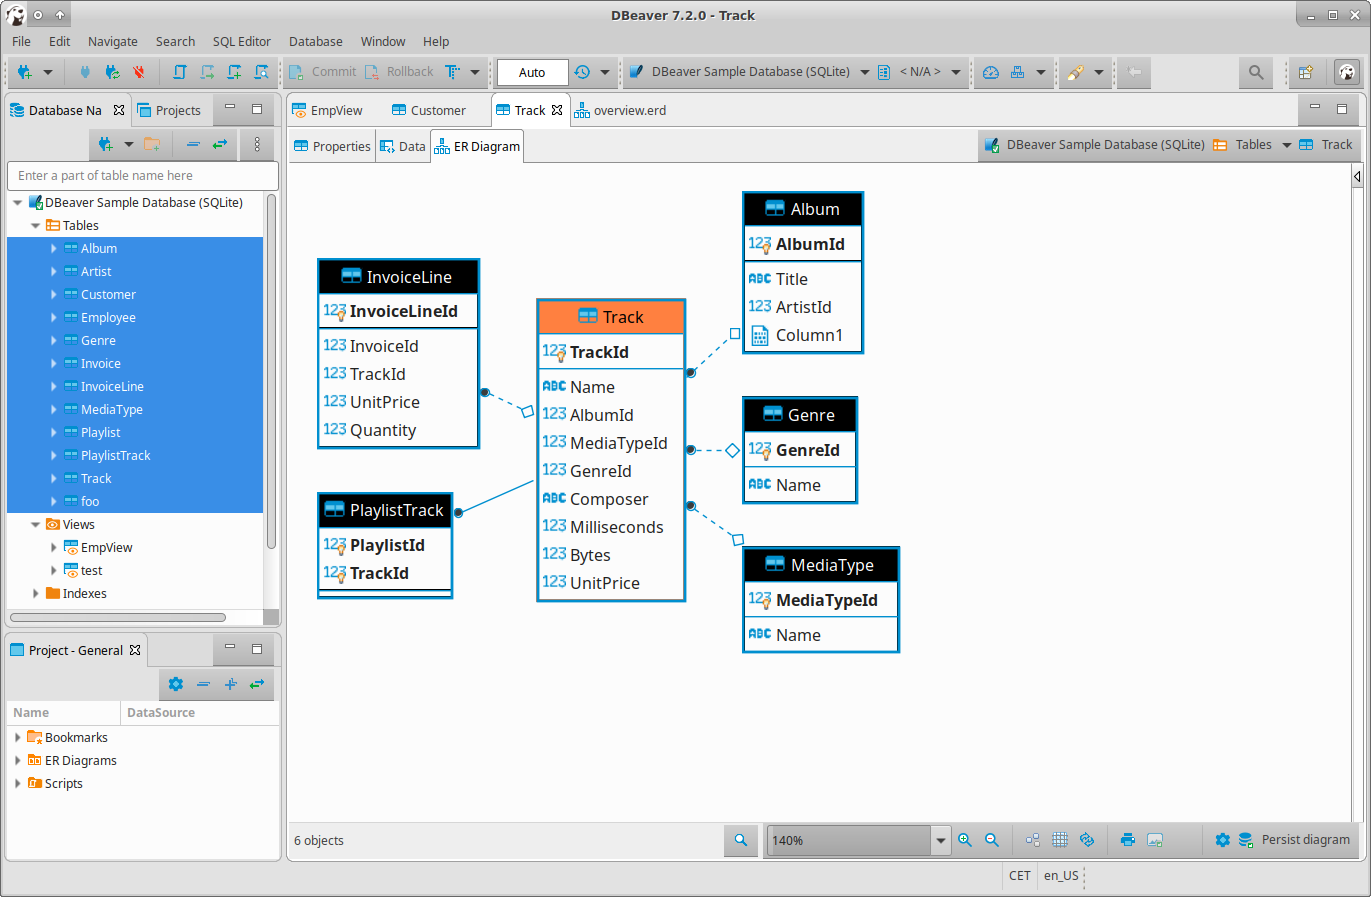 DBeaver 7.2.0 - Track
File Edit Navigate Search SQL Editor Database Window Help
Commit Rollback Auto DBeaver Sample Database (SQLite) < N/A >
Database Na Projects
Enter a part of table name here
DBeaver Sample Database (SQLite)
Tables
Album
Artist
Customer
Employee
Genre
Invoice
InvoiceLine
MediaType
Playlist
PlaylistTrack
Track
foo
Views
EmpView
test
Indexes
Project - General
Name DataSource
Bookmarks
ER Diagrams
Scripts
EmpView Customer Track overview.erd
Properties Data ER Diagram DBeaver Sample Database (SQLite) Tables Track
InvoiceLine
123 InvoiceLineId
123 InvoiceId
123 TrackId
123 UnitPrice
123 Quantity
PlaylistTrack
123 PlaylistId
123 TrackId
Track
123 TrackId
ABC Name
123 AlbumId
123 MediaTypeId
123 GenreId
ABC Composer
123 Milliseconds
123 Bytes
123 UnitPrice
Album
123 AlbumId
ABC Title
123 ArtistId
Column1
Genre
123 GenreId
ABC Name
MediaType
123 MediaTypeId
ABC Name
6 objects 140% Persist diagram
CET en_US